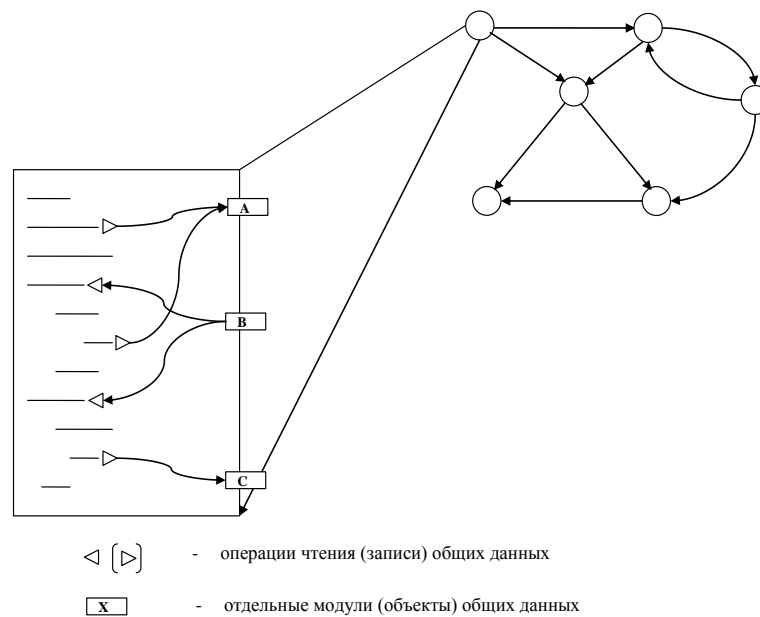 A
B
C
- операции чтения (записи) общих данных
X - отдельные модули (объекты) общих данных